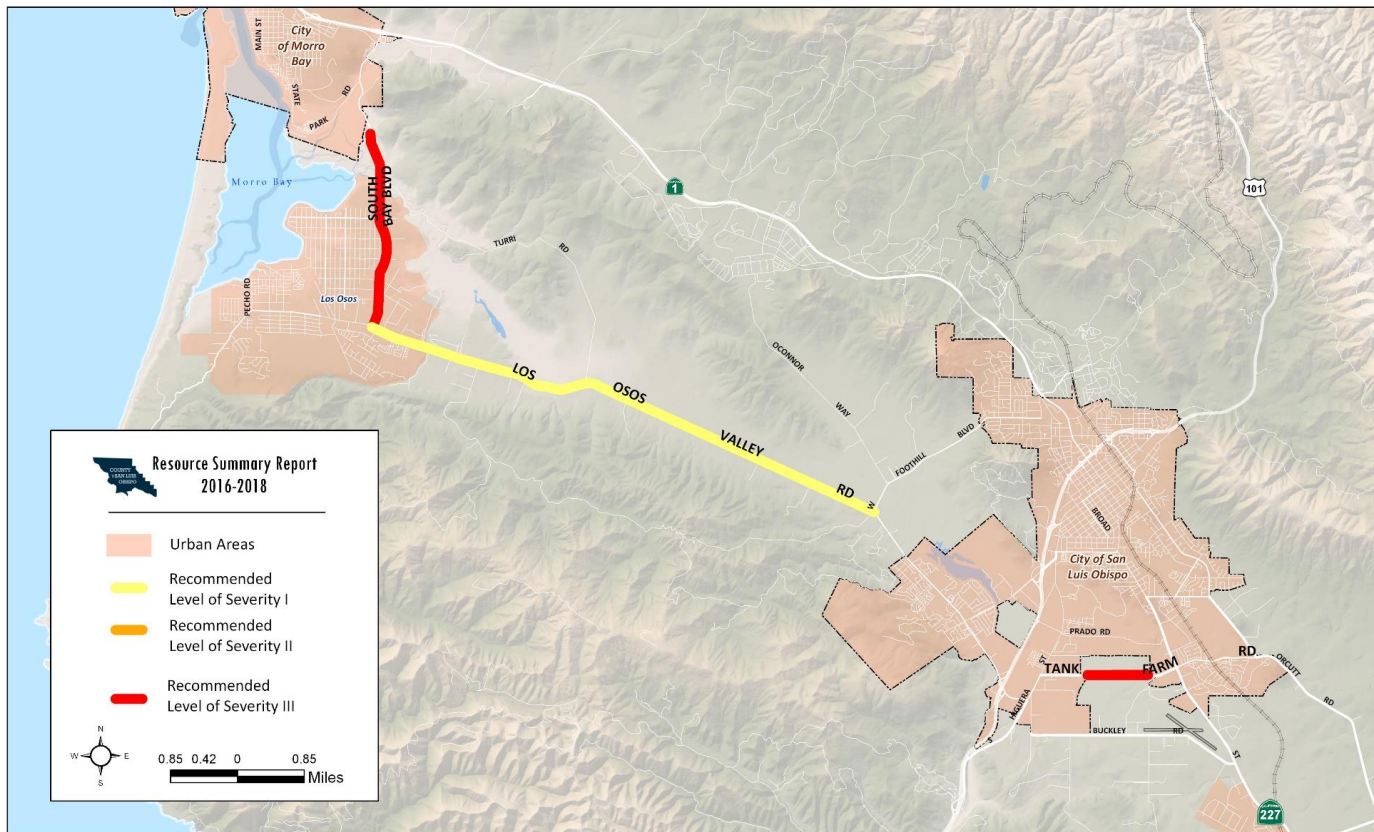 MAIN ST
City
of Morro
Bay
STATE
PARK
RD
Morro Bay
SOUTH
BAY BLVD
1
101
TURRI
RD
PECHO RD
Los Osos
LOS
OSOS
VALLEY
RD
OCONNOR
WAY
FOOTHILL
BLVD
W
BROAD
City of San
Luis Obispo
PRADO RD
TANK
FARM
RD
ORCUTT
RD
ST
HIGUERA
S
BUCKLEY
RD
ST
227
COUNTY
SAN LUIS
OBISPO
Resource Summary Report
2016-2018
Urban Areas
Recommended
Level of Severity I
Recommended
Level of Severity II
Recommended
Level of Severity III
N
W
E
S
0.85 0.42 0 0.85
Miles